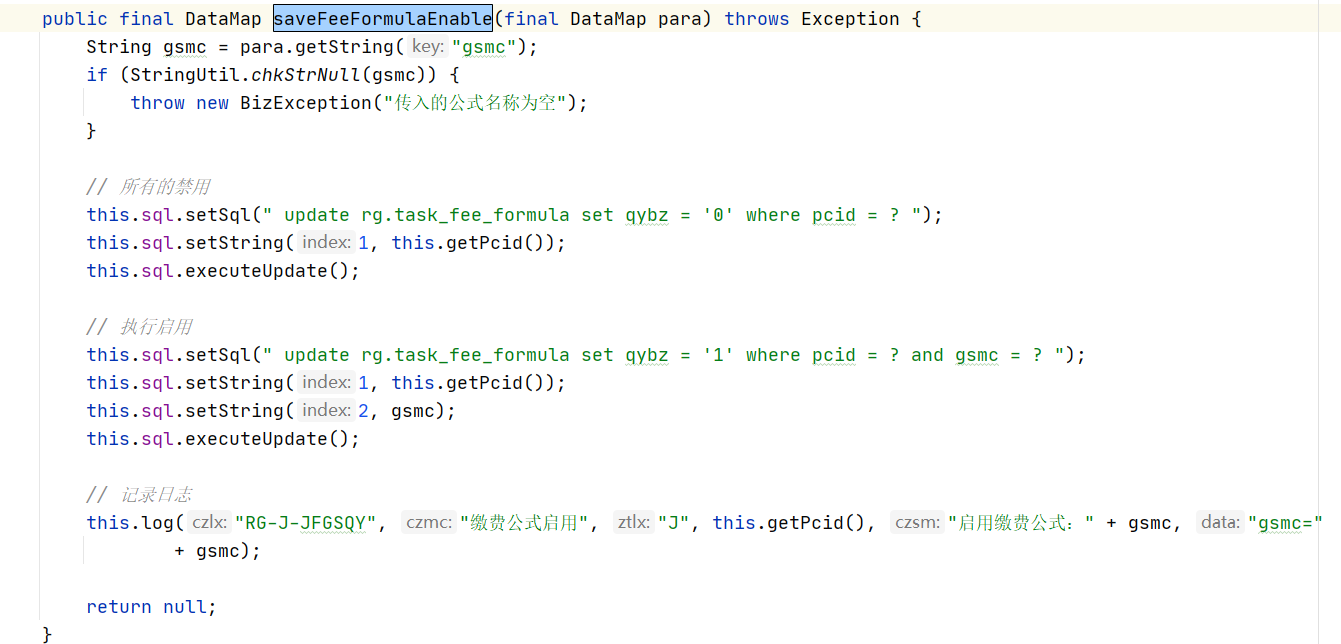 public final DataMap saveFeeFormulaEnable(final DataMap para) throws Exception {
String gsmc = para.getString( key: "gsmc");
if (StringUtil.chkStrNull(gsmc)) {
throw new BizException("传入的公式名称为空");
}
// 所有的禁用
this.sql.setSql(" update rg.task_fee_formula set qybz = '0' where pcid = ? ");
this.sql.setString( index: 1, this.getPcid());
this.sql.executeUpdate();
// 执行启用
this.sql.setSql(" update rg.task_fee_formula set qybz = '1' where pcid = ? and gsmc = ? ");
this.sql.setString( index: 1, this.getPcid());
this.sql.setString( index: 2, gsmc);
this.sql.executeUpdate();
// 记录日志
this.log( czlx: "RG-J-JFGSQY", czmc: "缴费公式启用", ztlx: "J", this.getPcid(), czsm: "启用缴费公式：" + gsmc, data: "gsmc="
+ gsmc);
return null;
}